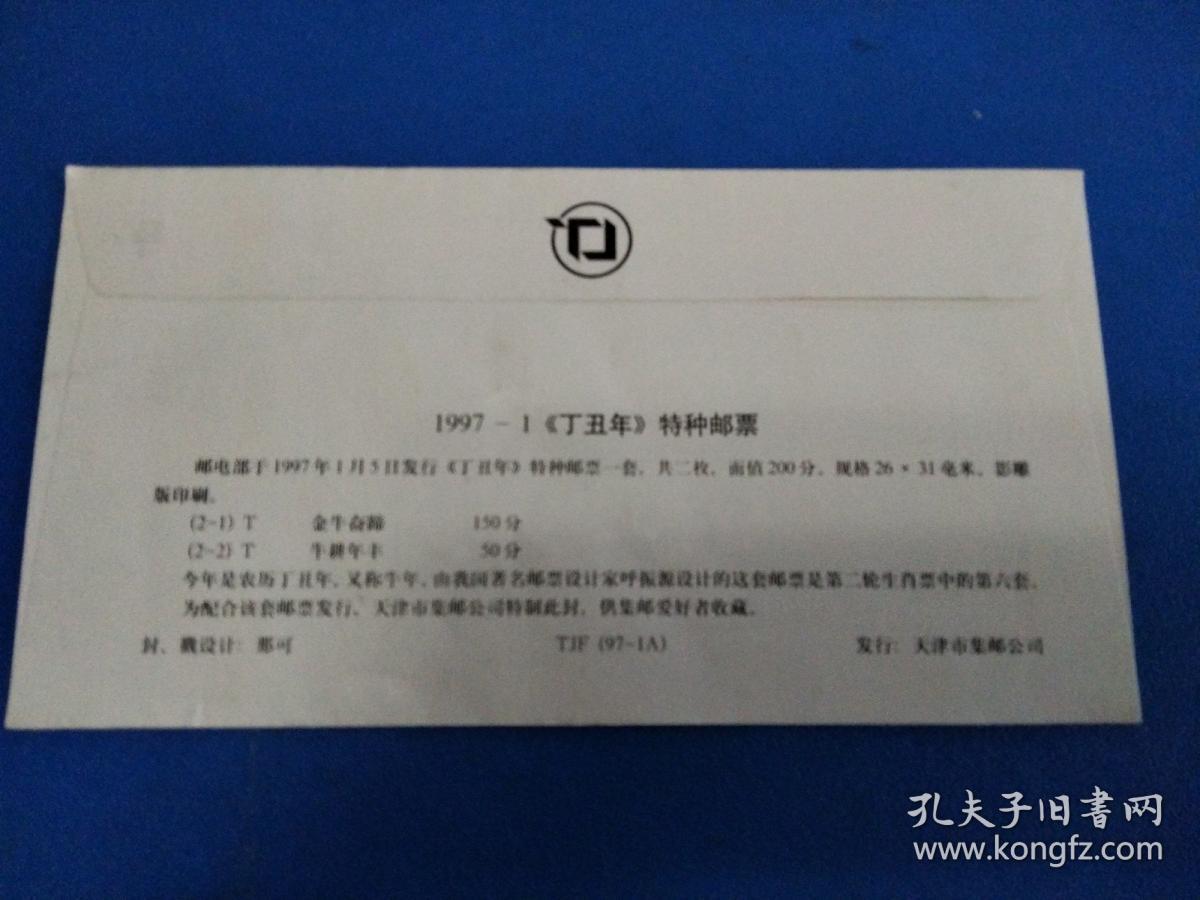 1997-1《丁丑年》特种邮票
邮电部于1997年1月5日发行《丁丑年》特种邮票一套，共二枚，面值200分。规格26×31毫米。影雕
版印刷。
(2-1) T 金牛奋蹄 150分
(2-2) T 牛耕年丰 50分
今年是农历丁丑年，又称牛年，由我国著名邮票设计家呼振源设计的这套邮票是第二轮生肖票中的第六套。
为配合该套邮票发行，天津市集邮公司特制此封，供集邮爱好者收藏。
封、戳设计：那可 TJF (97-1A) 发行：天津市集邮公司
孔夫子旧书网
www.kongfz.com